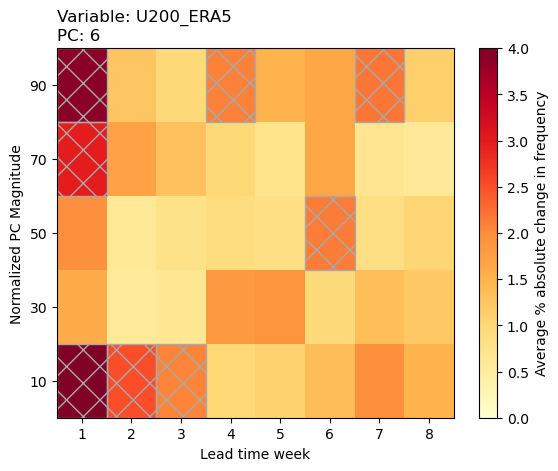 Variable: U200_ERA5
PC: 6
Normalized PC Magnitude
90
70
50
30
10
1 2 3 4 5 6 7 8
Lead time week
4.0
3.5
3.0
2.5
2.0
1.5
1.0
0.5
0.0
Average % absolute change in frequency